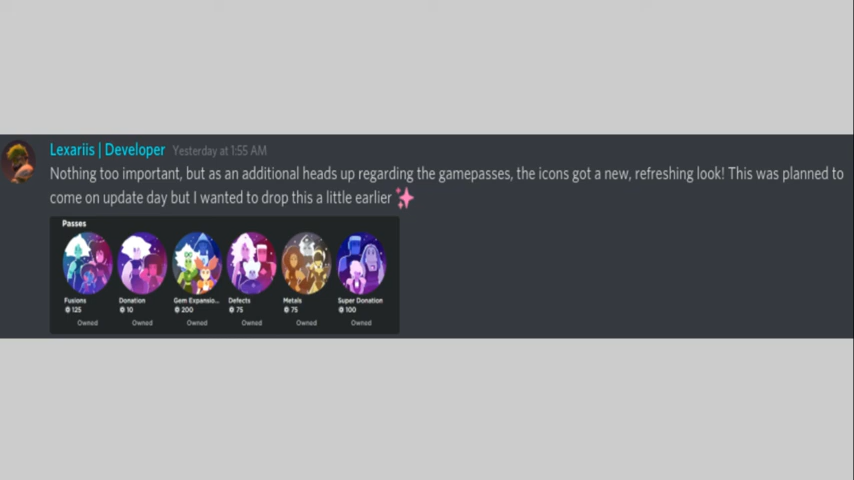 Lexariis | Developer Yesterday at 1:55 AM
Nothing too important, but as an additional heads up regarding the gamepasses, the icons got a new, refreshing look! This was planned to
come on update day but I wanted to drop this a little earlier
Passes
Fusions Donation Gem Expansio... Defects Metals Super Donation
125 10 200 75 75 100
Owned Owned Owned Owned Owned Owned